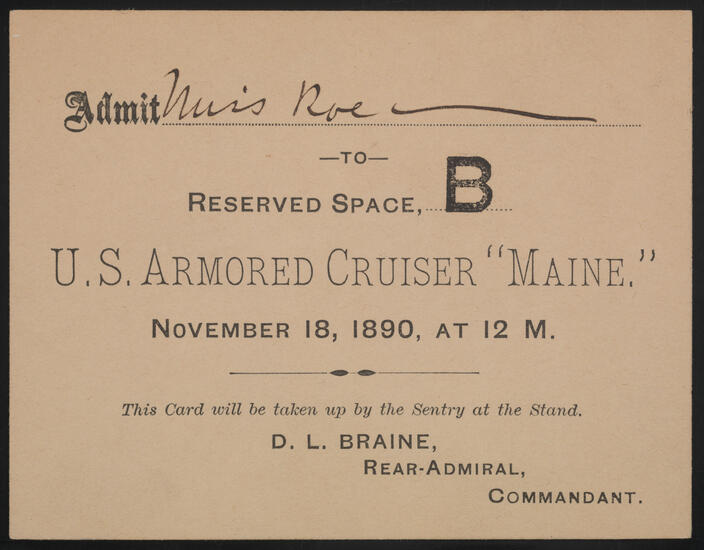 Admit Miss Roe
—TO—
RESERVED SPACE, B
U.S. ARMORED CRUISER "MAINE."
NOVEMBER 18, 1890, AT 12 M.
This Card will be taken up by the Sentry at the Stand.
D. L. BRAINE,
REAR-ADMIRAL,
COMMANDANT.